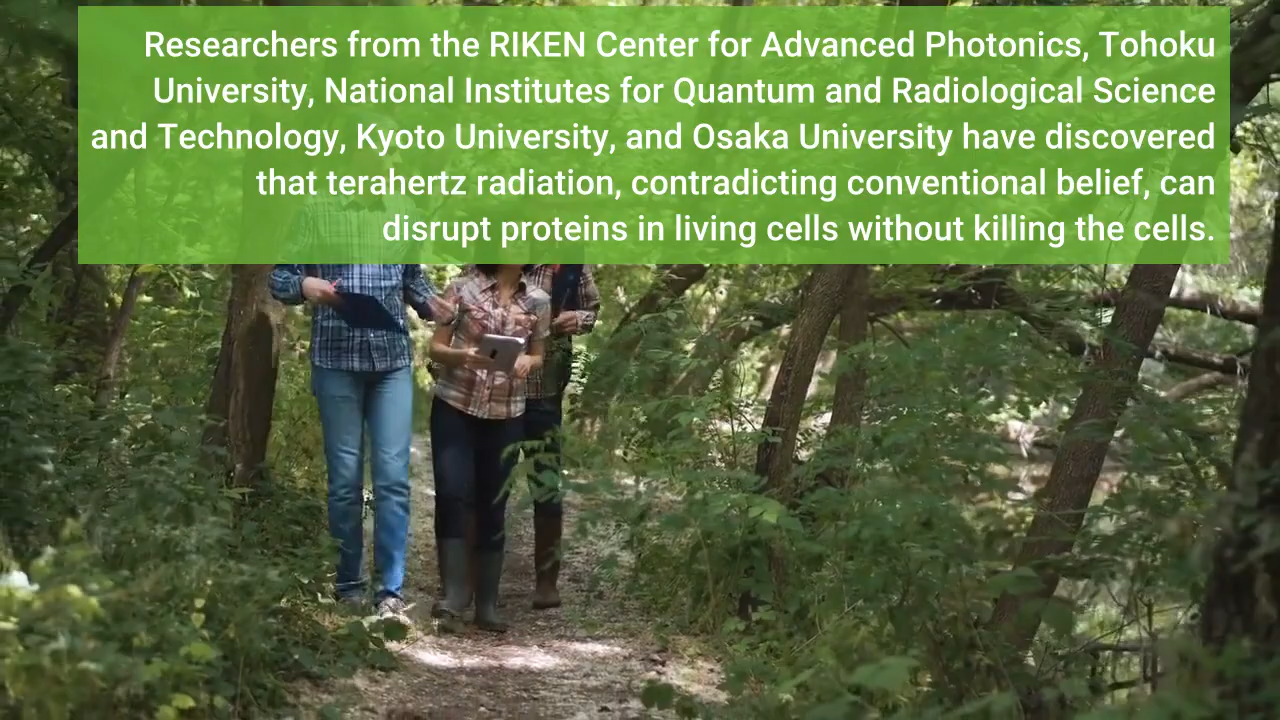 Researchers from the RIKEN Center for Advanced Photonics, Tohoku
University, National Institutes for Quantum and Radiological Science
and Technology, Kyoto University, and Osaka University have discovered
that terahertz radiation, contradicting conventional belief, can
disrupt proteins in living cells without killing the cells.